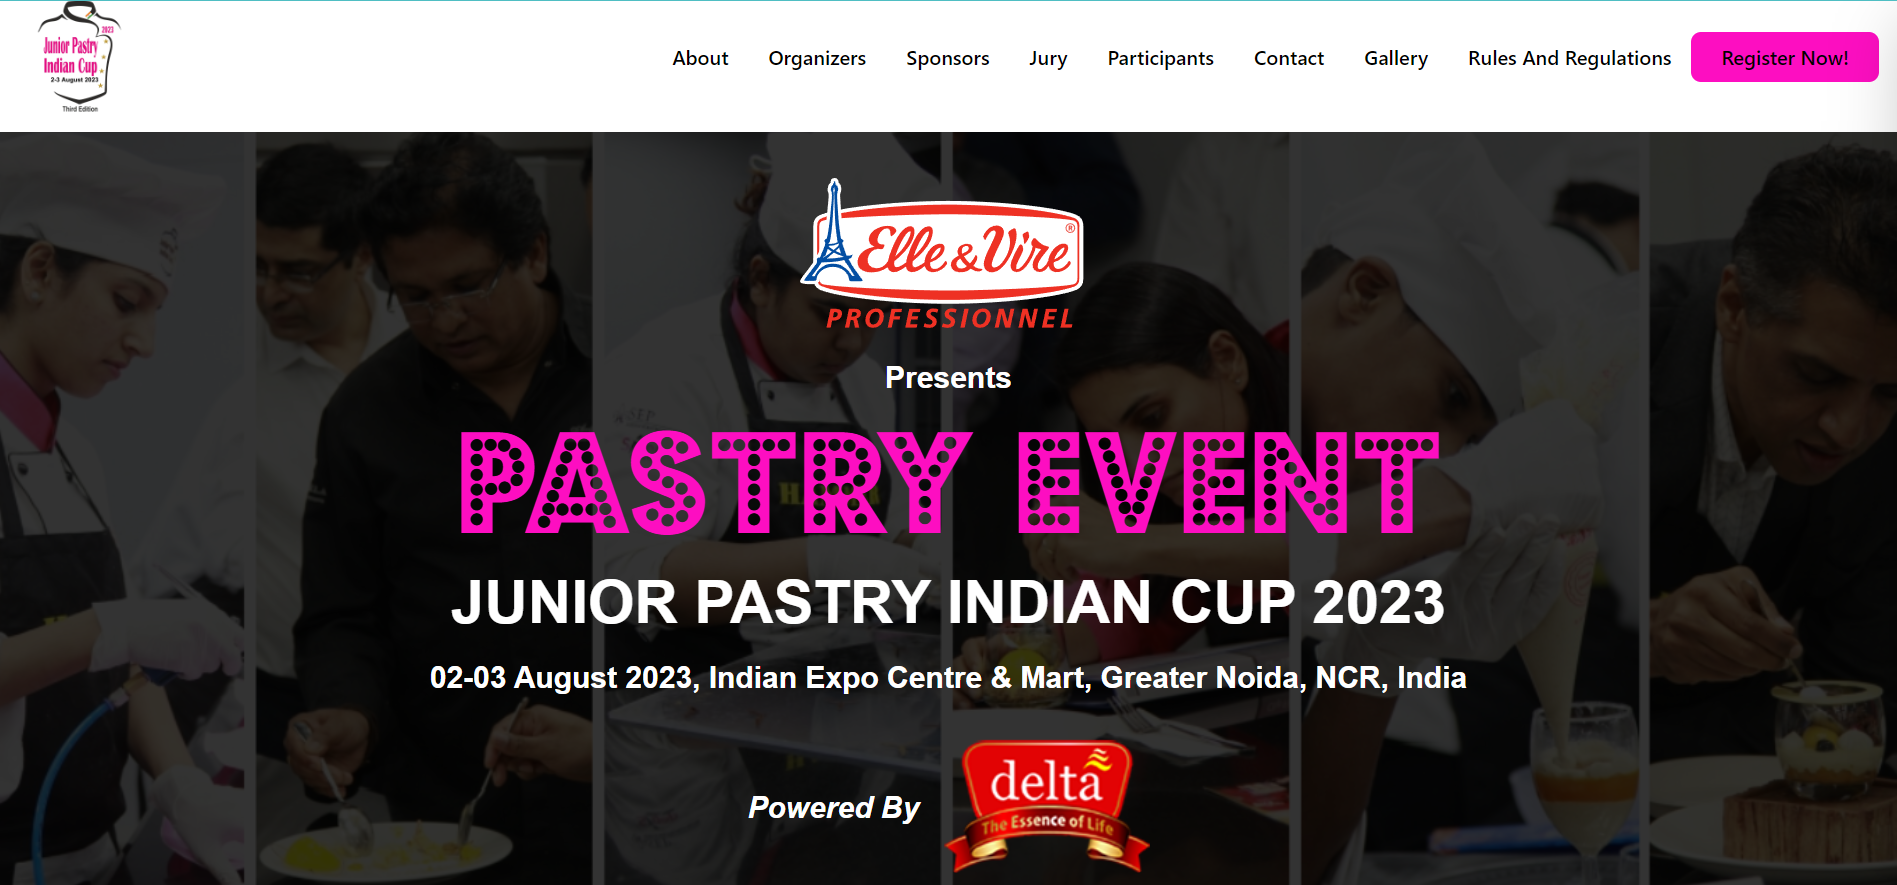 2023
Junior Pastry
Indian Cup
2-3 August 2023
Third Edition
About
Organizers
Sponsors
Jury
Participants
Contact
Gallery
Rules And Regulations
Register Now!
Elle & Vire ®
PROFESSIONNEL
Presents
PASTRY EVENT
JUNIOR PASTRY INDIAN CUP 2023
02-03 August 2023, Indian Expo Centre & Mart, Greater Noida, NCR, India
Powered By
delta
The Essence of Life